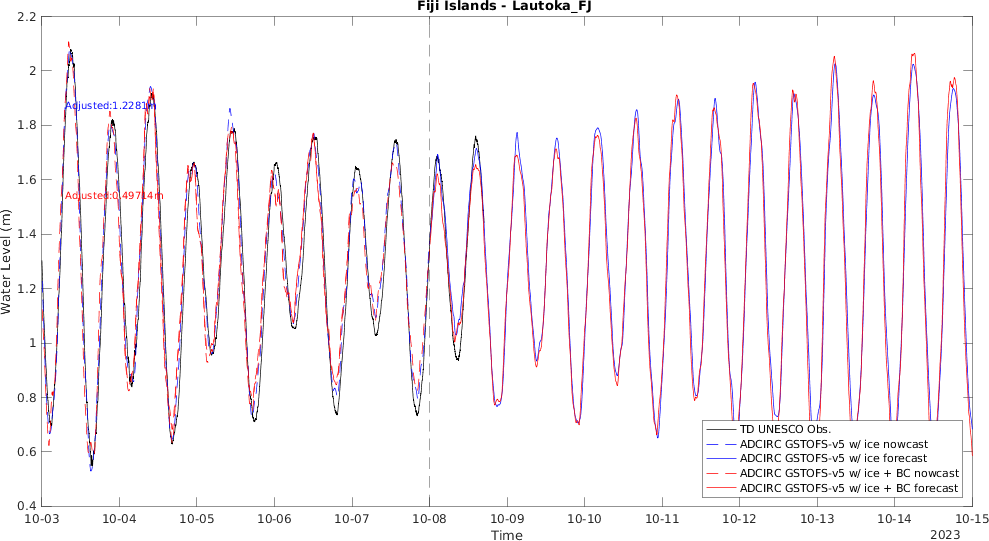 Fiji Islands - Lautoka_FJ
2.2
2
1.8
1.6
1.4
1.2
1
0.8
0.6
0.4
Water Level (m)
Adjusted:1.2281m
Adjusted:0.49714m
TD UNESCO Obs.
ADCIRC GSTOFS-v5 w/ ice nowcast
ADCIRC GSTOFS-v5 w/ ice forecast
ADCIRC GSTOFS-v5 w/ ice + BC nowcast
ADCIRC GSTOFS-v5 w/ ice + BC forecast
10-03 10-04 10-05 10-06 10-07 10-08 10-09 10-10 10-11 10-12 10-13 10-14 10-15
Time
2023